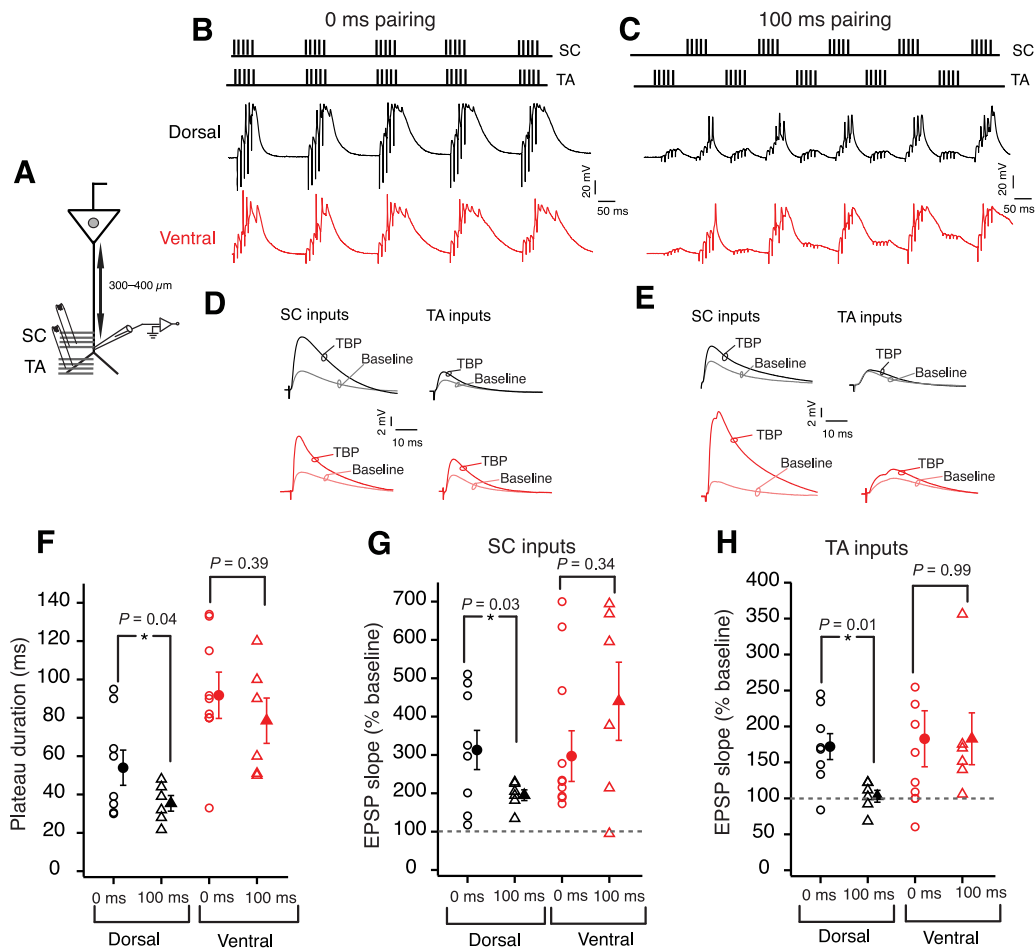 A
300–400 µm
SC
TA
B
0 ms pairing
SC
TA
Dorsal
Ventral
20 mV
50 ms
C
100 ms pairing
SC
TA
20 mV
50 ms
20 mV
50 ms
D
SC inputs
TA inputs
TBP
Baseline
TBP
Baseline
2 mV
10 ms
TBP
Baseline
TBP
Baseline
E
SC inputs
TA inputs
TBP
Baseline
TBP
Baseline
2 mV
10 ms
TBP
Baseline
TBP
Baseline
F
Plateau duration (ms)
140
120
100
80
60
40
20
0
P = 0.04
*
P = 0.39
0 ms
100 ms
0 ms
100 ms
Dorsal
Ventral
G
SC inputs
EPSP slope (% baseline)
700
600
500
400
300
200
100
0
P = 0.03
*
P = 0.34
0 ms
100 ms
0 ms
100 ms
Dorsal
Ventral
H
TA inputs
EPSP slope (% baseline)
400
350
300
250
200
150
100
50
0
P = 0.01
*
P = 0.99
0 ms
100 ms
0 ms
100 ms
Dorsal
Ventral